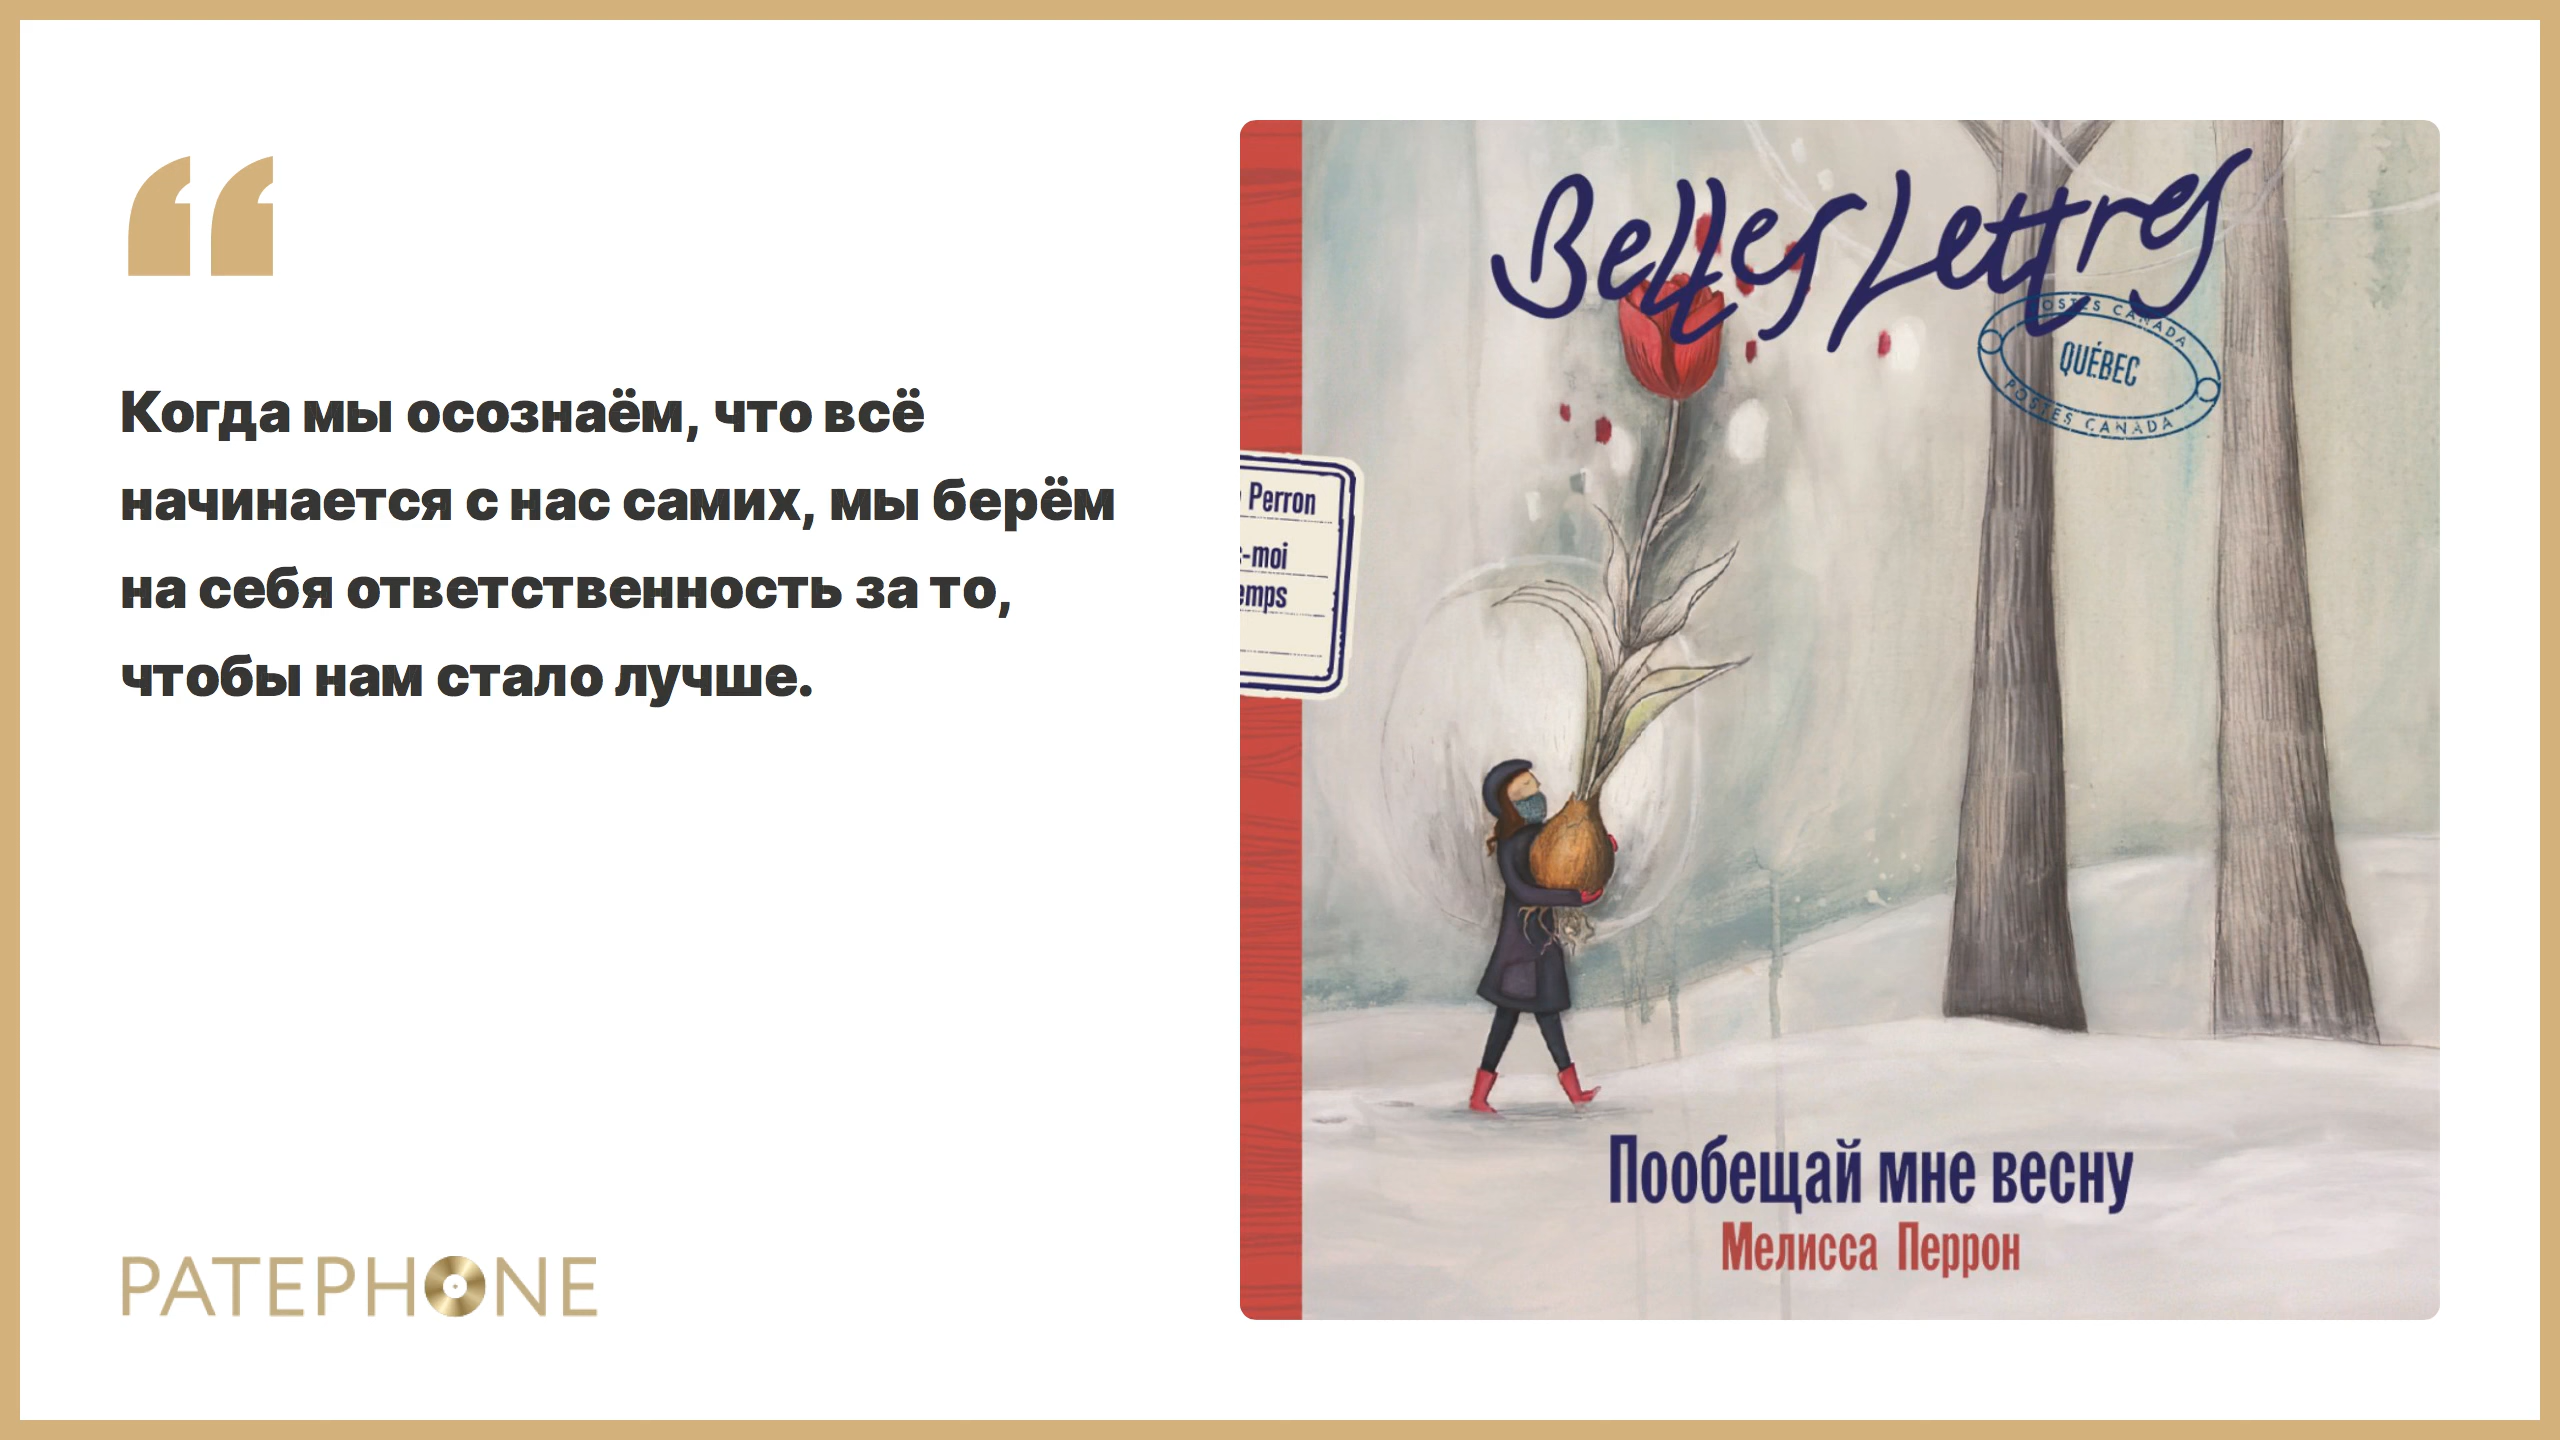 Когда мы осознаём, что всё
начинается с нас самих, мы берём
на себя ответственность за то,
чтобы нам стало лучше.
PATEPHONE
Belles Lettres
POSTES CANADA
QUÉBEC
POSTES CANADA
Perron
-moi
emps
Пообещай мне весну
Мелисса Перрон